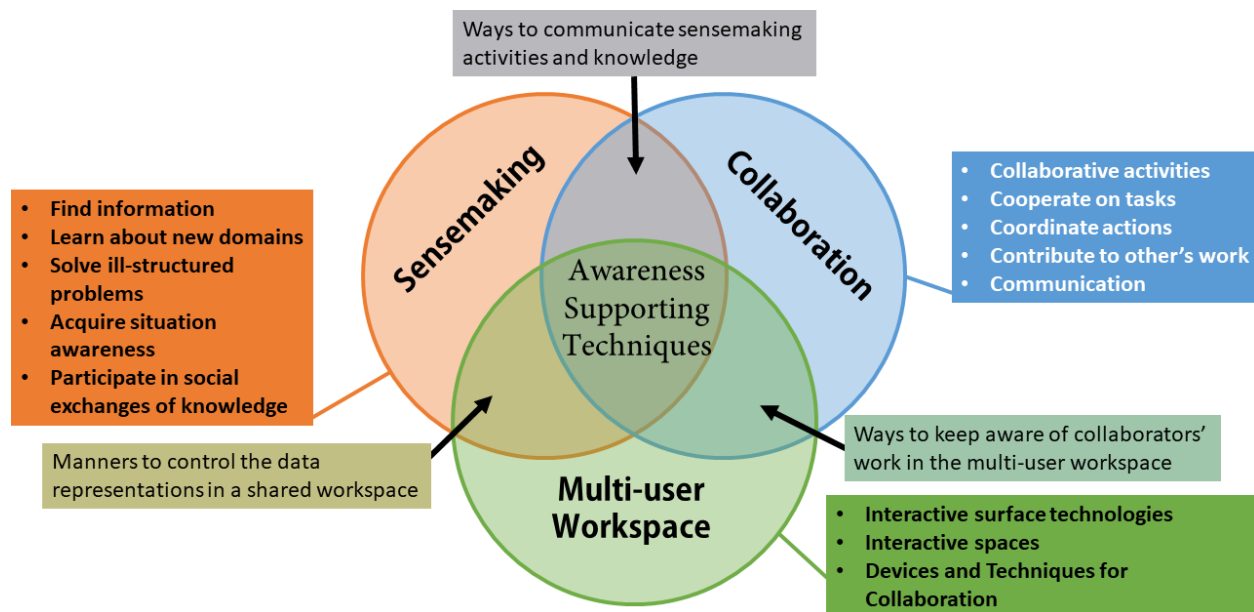 Ways to communicate sensemaking
activities and knowledge
Sensemaking
Collaboration
• Find information
• Learn about new domains
• Solve ill-structured
problems
• Acquire situation
awareness
• Participate in social
exchanges of knowledge
• Collaborative activities
• Cooperate on tasks
• Coordinate actions
• Contribute to other's work
• Communication
Awareness
Supporting
Techniques
Manners to control the data
representations in a shared workspace
Ways to keep aware of collaborators'
work in the multi-user workspace
Multi-user
Workspace
• Interactive surface technologies
• Interactive spaces
• Devices and Techniques for
Collaboration